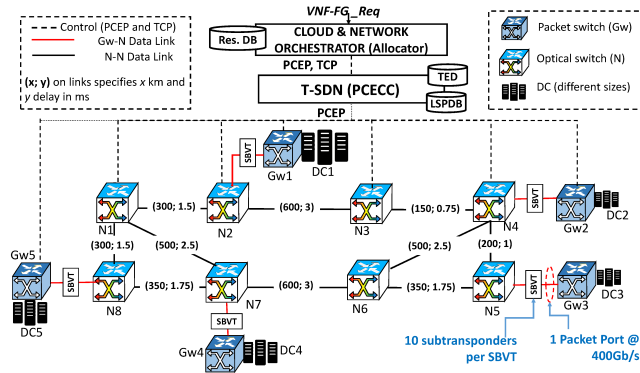 Control (PCEP and TCP)
Gw-N Data Link
N-N Data Link
(x; y) on links specifies x km and
y delay in ms
VNF-FG_Req
Res. DB
CLOUD & NETWORK
ORCHESTRATOR (Allocator)
PCEP, TCP
TED
T-SDN (PCECC)
LSPDB
PCEP
Packet switch (Gw)
Optical switch (N)
DC (different sizes)
SBVT
Gw1
DC1
N1
(300; 1.5)
N2
(600; 3)
N3
(150; 0.75)
N4
SBVT
Gw2
DC2
(300; 1.5)
(500; 2.5)
(500; 2.5)
(200; 1)
Gw5
SBVT
DC5
N8
(350; 1.75)
N7
(600; 3)
N6
(350; 1.75)
N5
SBVT
Gw3
DC3
SBVT
Gw4
DC4
10 subtransponders
per SBVT
1 Packet Port @
400Gb/s